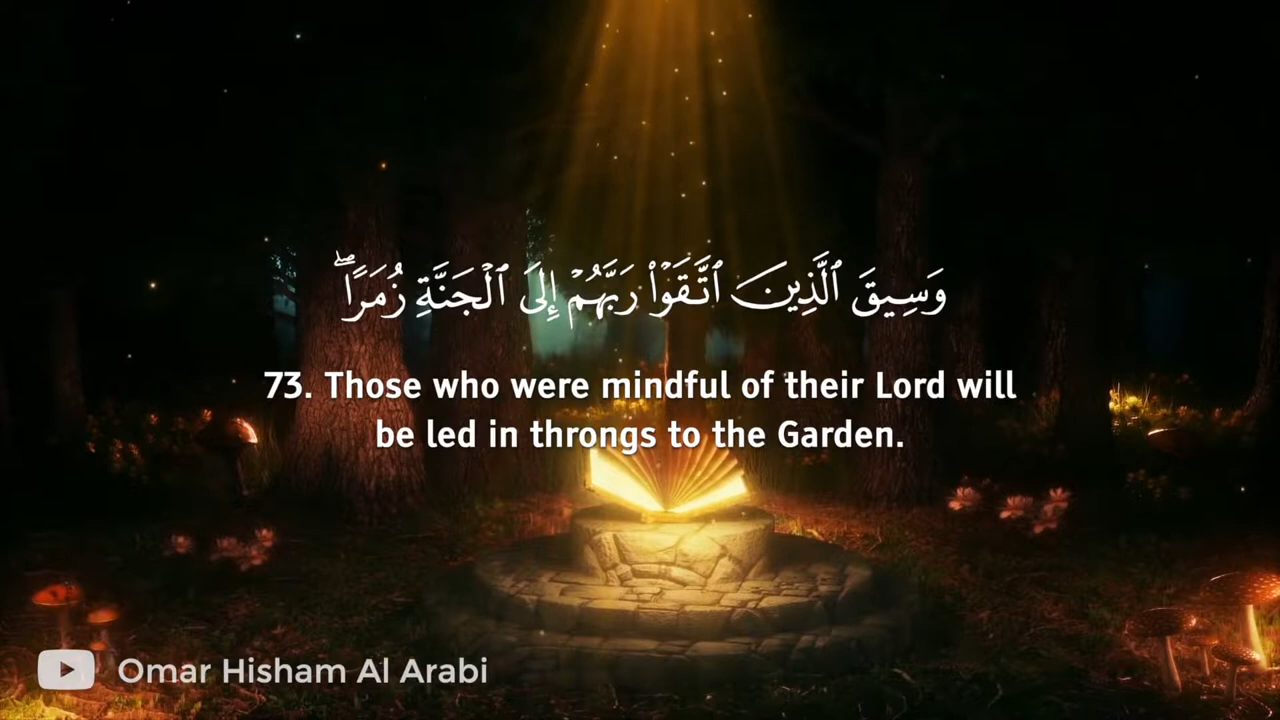 وَسِيقَ ٱلَّذِينَ ٱتَّقَوْا۟ رَبَّهُمْ إِلَى ٱلْجَنَّةِ زُمَرًا ۖ
73. Those who were mindful of their Lord will
be led in throngs to the Garden.
Omar Hisham Al Arabi